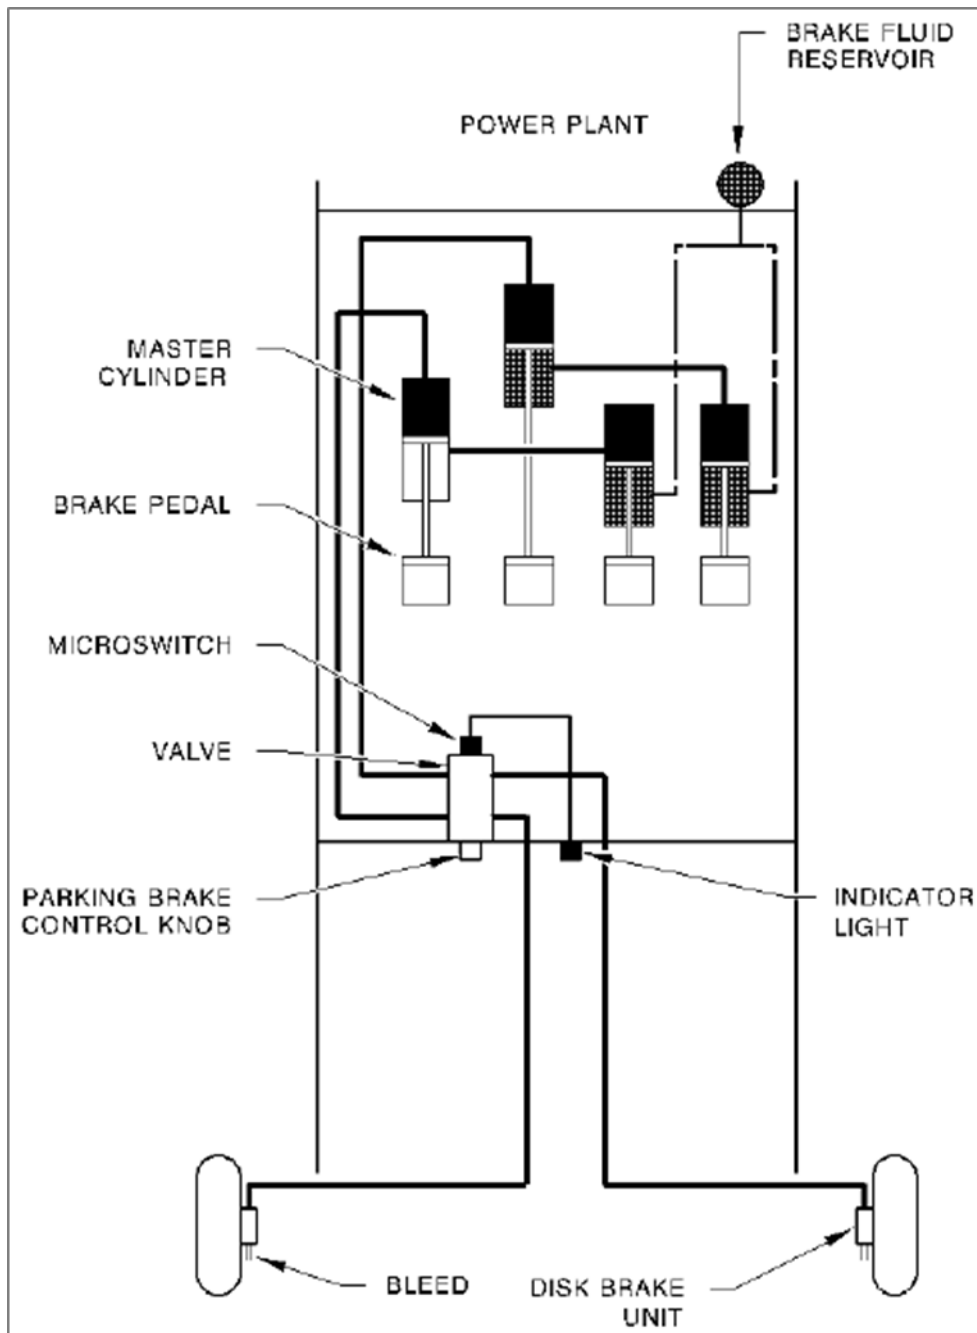 BRAKE FLUID
RESERVOIR
POWER PLANT
MASTER
CYLINDER
BRAKE PEDAL
MICROSWITCH
VALVE
PARKING BRAKE
CONTROL KNOB
INDICATOR
LIGHT
BLEED
DISK BRAKE
UNIT